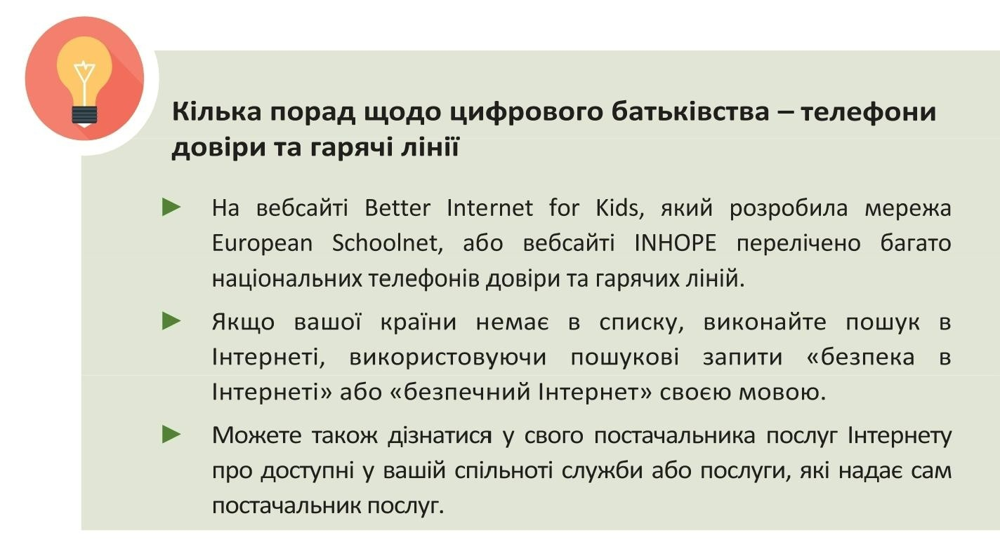 Кілька порад щодо цифрового батьківства – телефони
довіри та гарячі лінії
На вебсайті Better Internet for Kids, який розробила мережа
European Schoolnet, або вебсайті INHOPE перелічено багато
національних телефонів довіри та гарячих ліній.
Якщо вашої країни немає в списку, виконайте пошук в
Інтернеті, використовуючи пошукові запити «безпека в
Інтернеті» або «безпечний Інтернет» своєю мовою.
Можете також дізнатися у свого постачальника послуг Інтернету
про доступні у вашій спільноті служби або послуги, які надає сам
постачальник послуг.